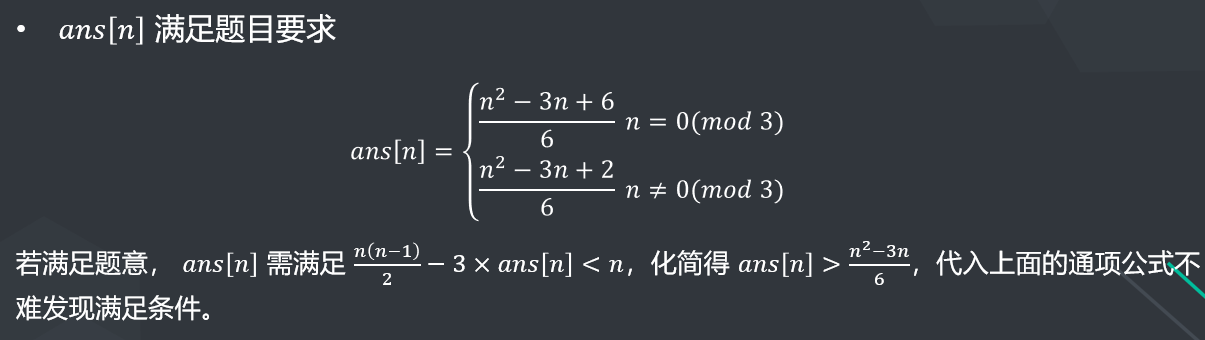 • ans[n] 满足题目要求
n² − 3n + 6
6
n = 0(mod 3)
ans[n] =
n² − 3n + 2
6
n ≠ 0(mod 3)
若满足题意， ans[n] 需满足 n(n−1)/2 − 3 × ans[n] < n，化简得 ans[n] > n²−3n/6，代入上面的通项公式不
难发现满足条件。